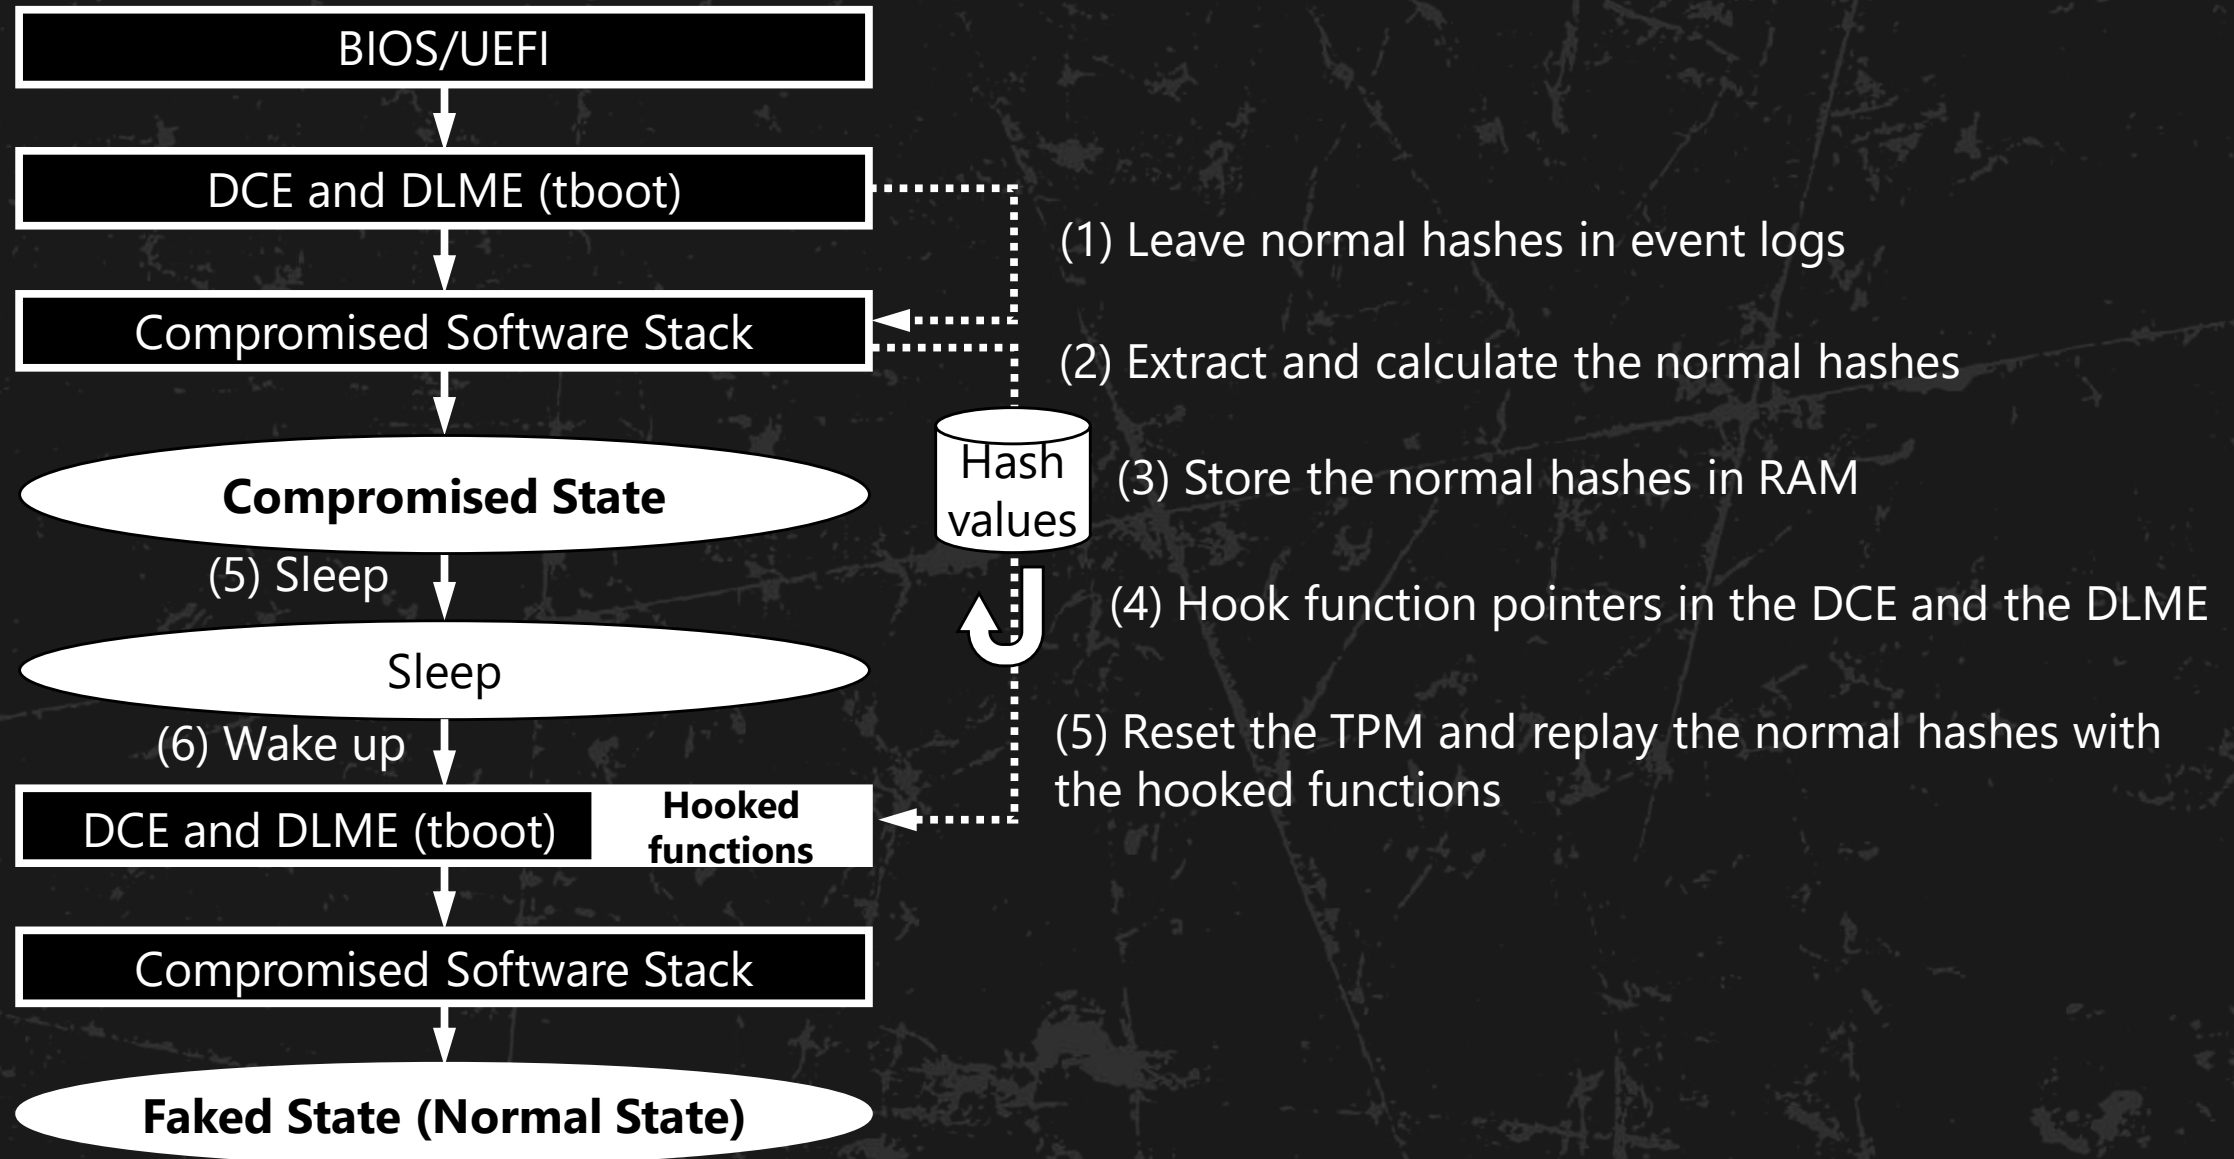 BIOS/UEFI
DCE and DLME (tboot)
(1) Leave normal hashes in event logs
Compromised Software Stack
(2) Extract and calculate the normal hashes
Hash
values
(3) Store the normal hashes in RAM
Compromised State
(5) Sleep
(4) Hook function pointers in the DCE and the DLME
Sleep
(6) Wake up
(5) Reset the TPM and replay the normal hashes with
the hooked functions
DCE and DLME (tboot)
Hooked
functions
Compromised Software Stack
Faked State (Normal State)